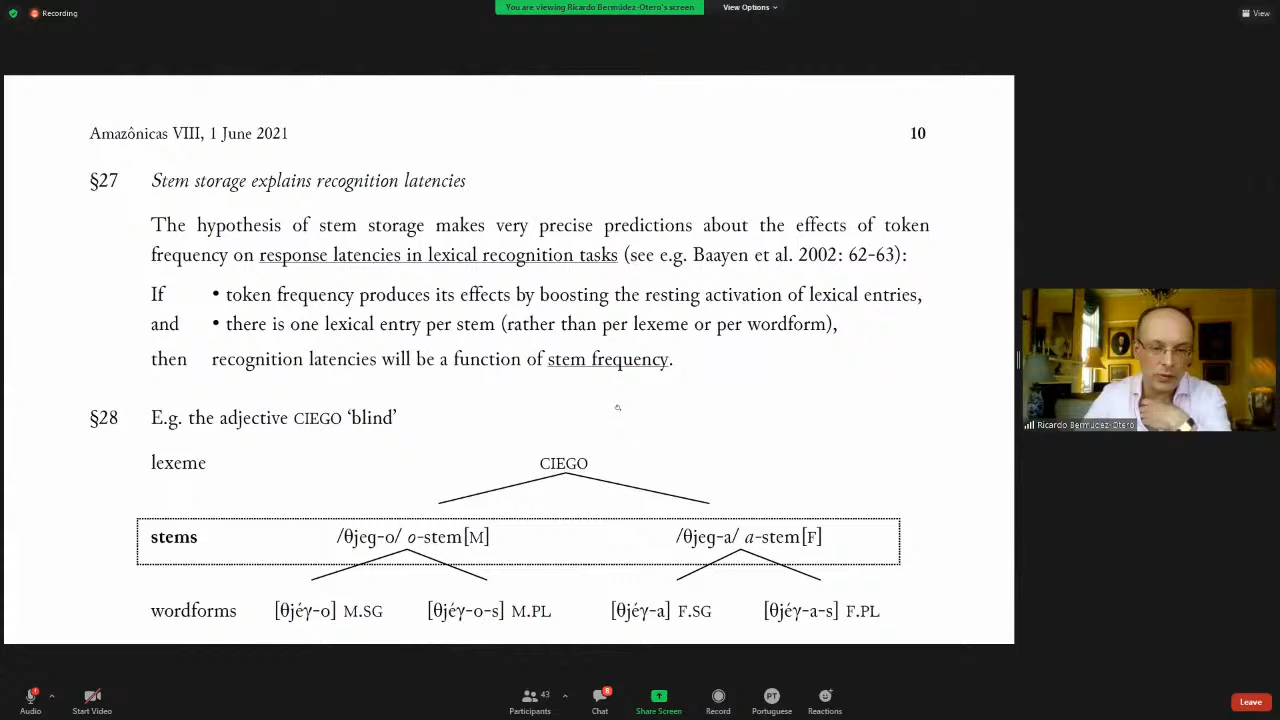 Recording
You are viewing Ricardo Bermúdez-Otero's screen
View Options
View
Amazônicas VIII, 1 June 2021 10
§27 Stem storage explains recognition latencies
The hypothesis of stem storage makes very precise predictions about the effects of token
frequency on response latencies in lexical recognition tasks (see e.g. Baayen et al. 2002: 62-63):
If • token frequency produces its effects by boosting the resting activation of lexical entries,
and • there is one lexical entry per stem (rather than per lexeme or per wordform),
then recognition latencies will be a function of stem frequency.
§28 E.g. the adjective CIEGO ‘blind’
lexeme CIEGO
stems /θjeɡ-o/ o-stem[M] /θjeɡ-a/ a-stem[F]
wordforms [θjéɣ-o] M.SG [θjéɣ-o-s] M.PL [θjéɣ-a] F.SG [θjéɣ-a-s] F.PL
Ricardo Bermúdez-Otero
Audio Start Video Participants 43 Chat 8 Share Screen Record PT Portuguese Reactions Leave